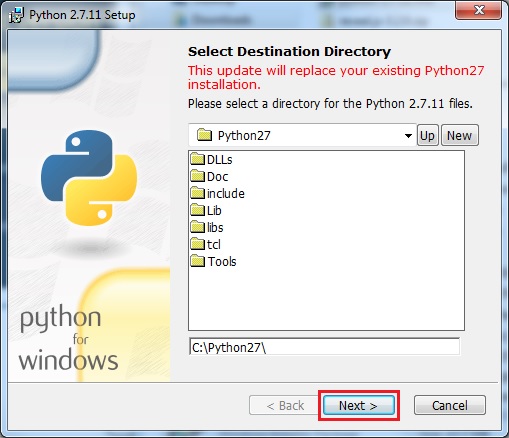 Python 2.7.11 Setup
Select Destination Directory
This update will replace your existing Python27
installation.
Please select a directory for the Python 2.7.11 files.
Python27
Up
New
DLLs
Doc
include
Lib
libs
tcl
Tools
python
for
windows
C:\Python27\
< Back
Next >
Cancel